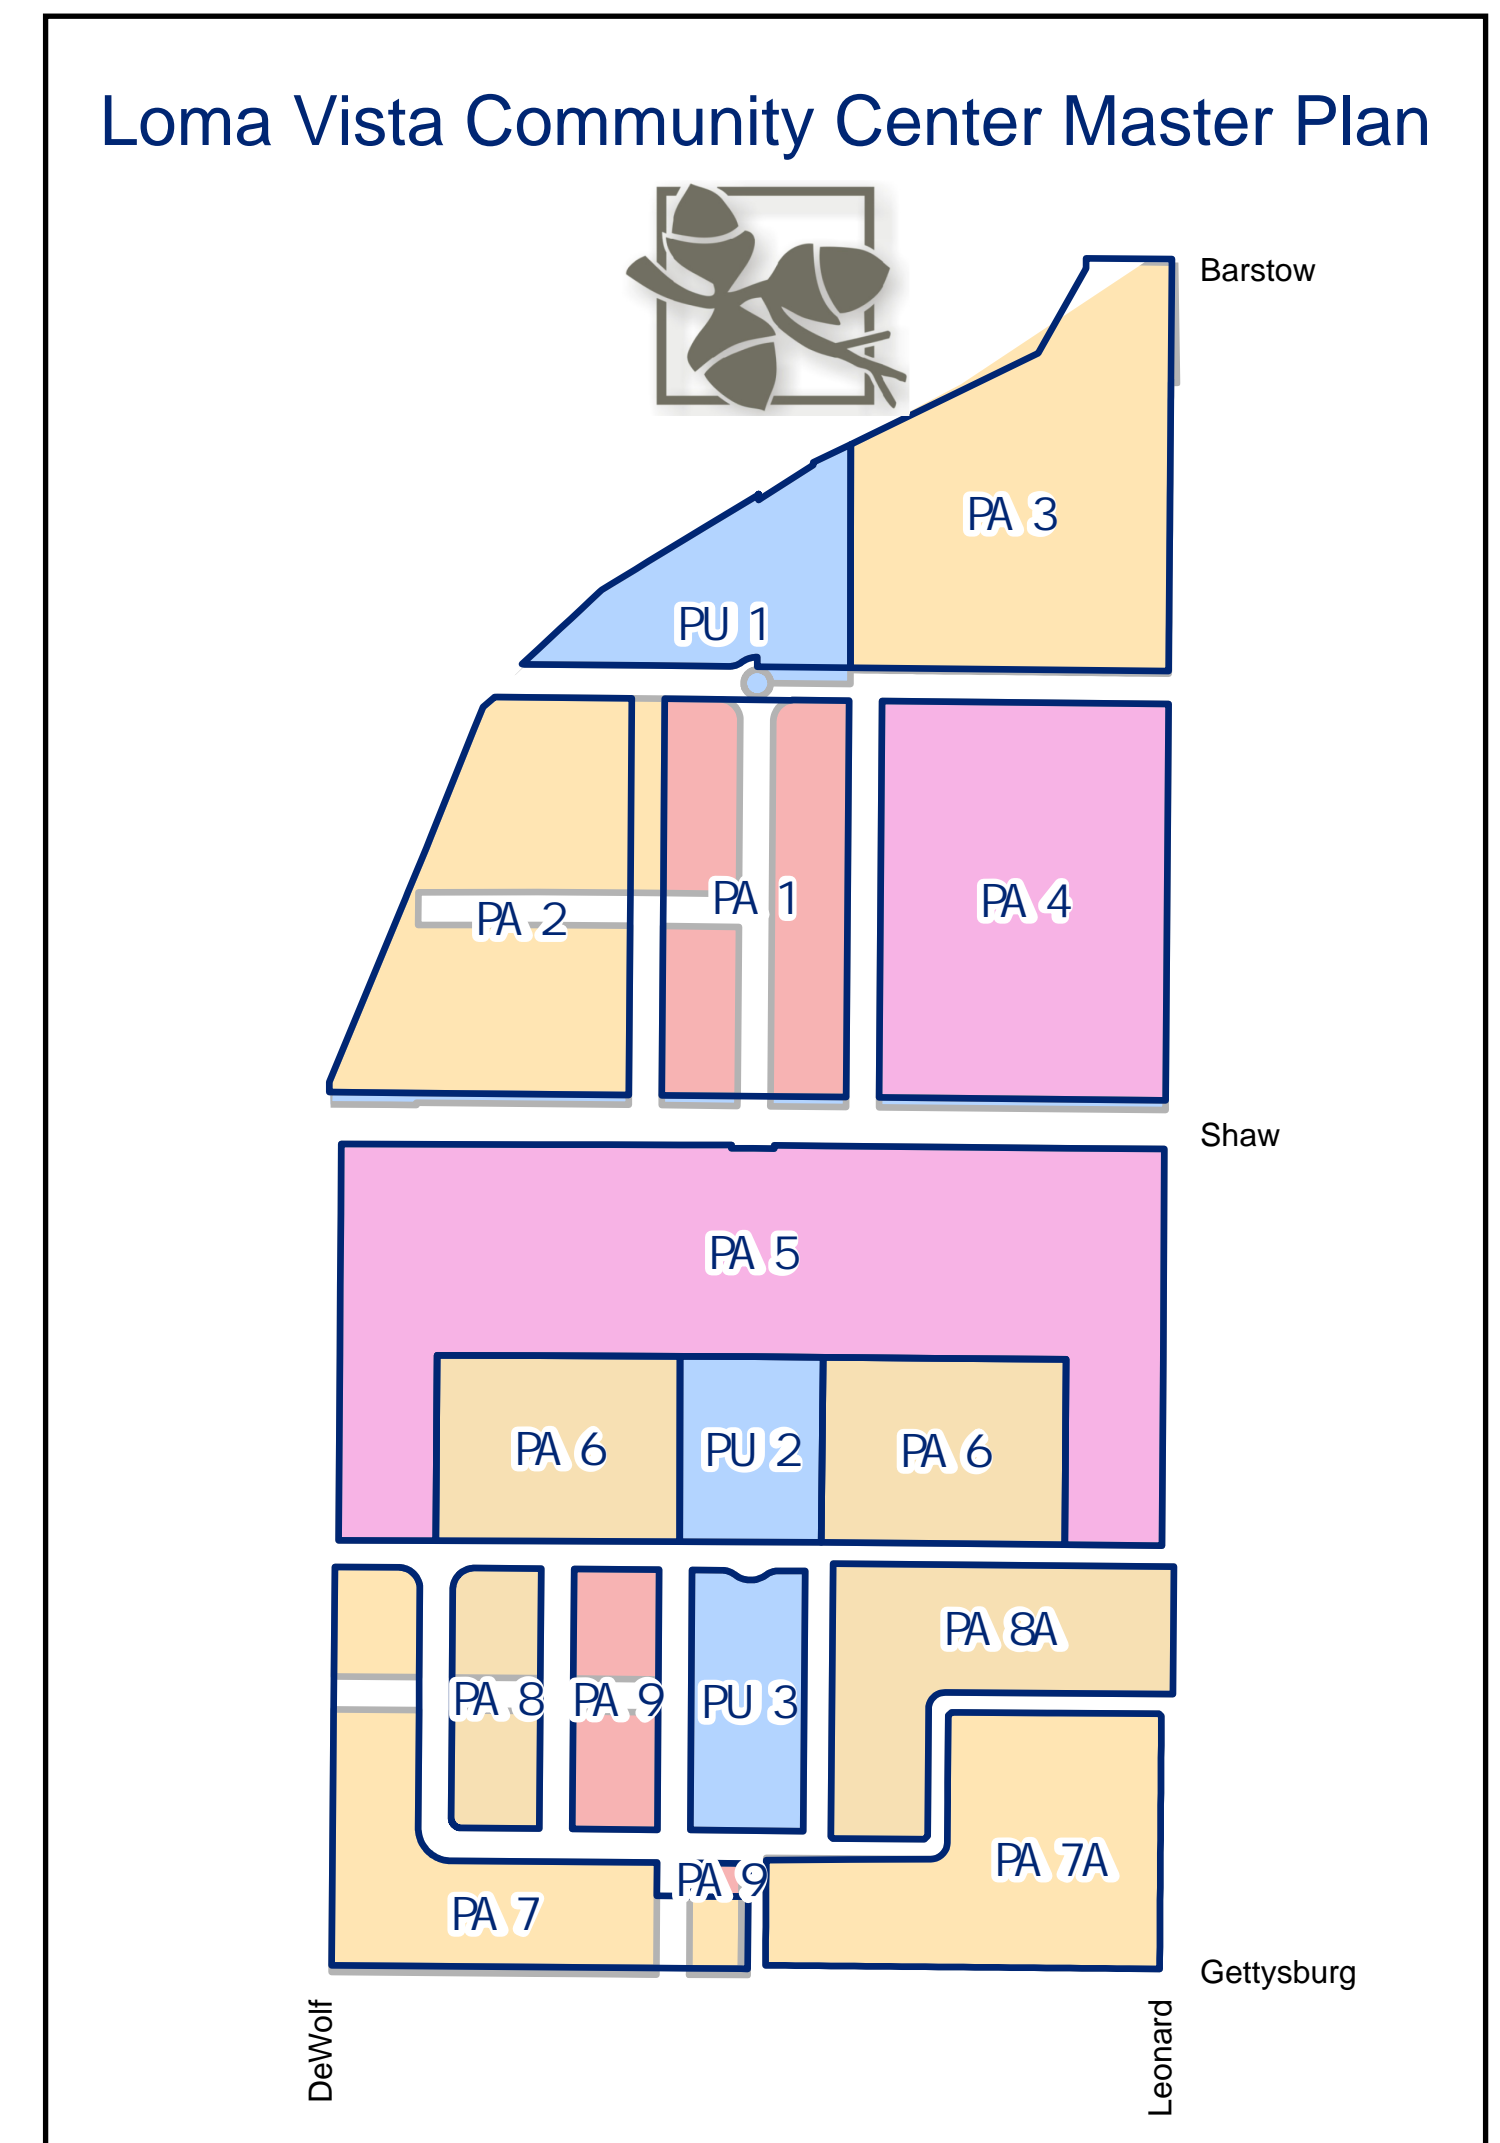 Loma Vista Community Center Master Plan
Barstow
PA 3
PU 1
PA 2
PA 1
PA 4
Shaw
PA 5
PA 6
PU 2
PA 6
PA 8A
PA 8
PA 9
PU 3
PA 7A
PA 9
PA 7
Gettysburg
DeWolf
Leonard